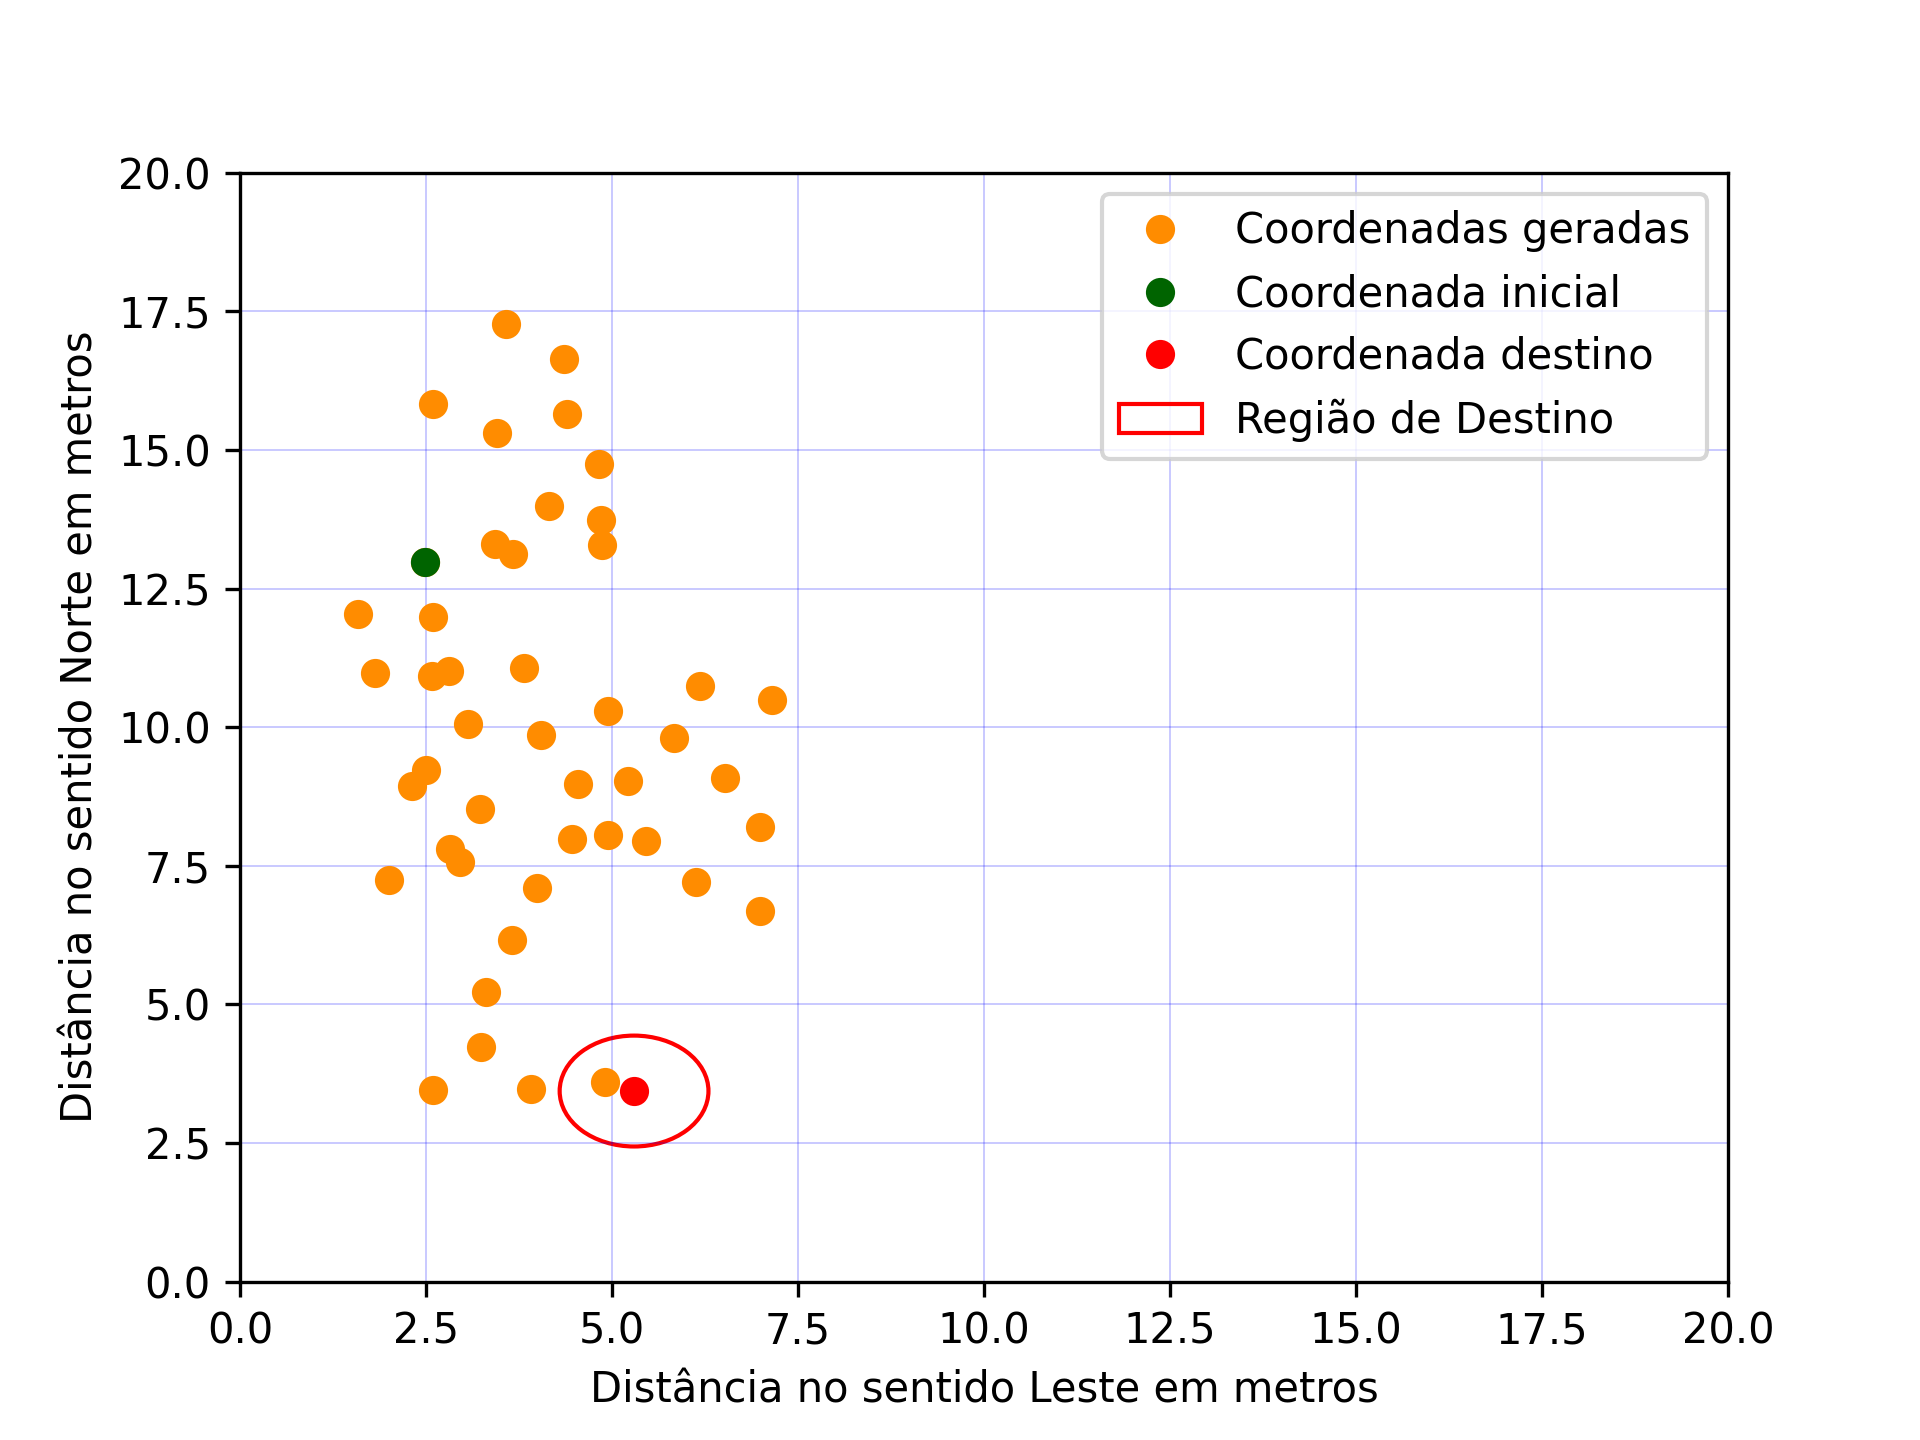 20.0
17.5
15.0
12.5
10.0
7.5
5.0
2.5
0.0
Distância no sentido Norte em metros
Coordenadas geradas
Coordenada inicial
Coordenada destino
Região de Destino
0.0 2.5 5.0 7.5 10.0 12.5 15.0 17.5 20.0
Distância no sentido Leste em metros